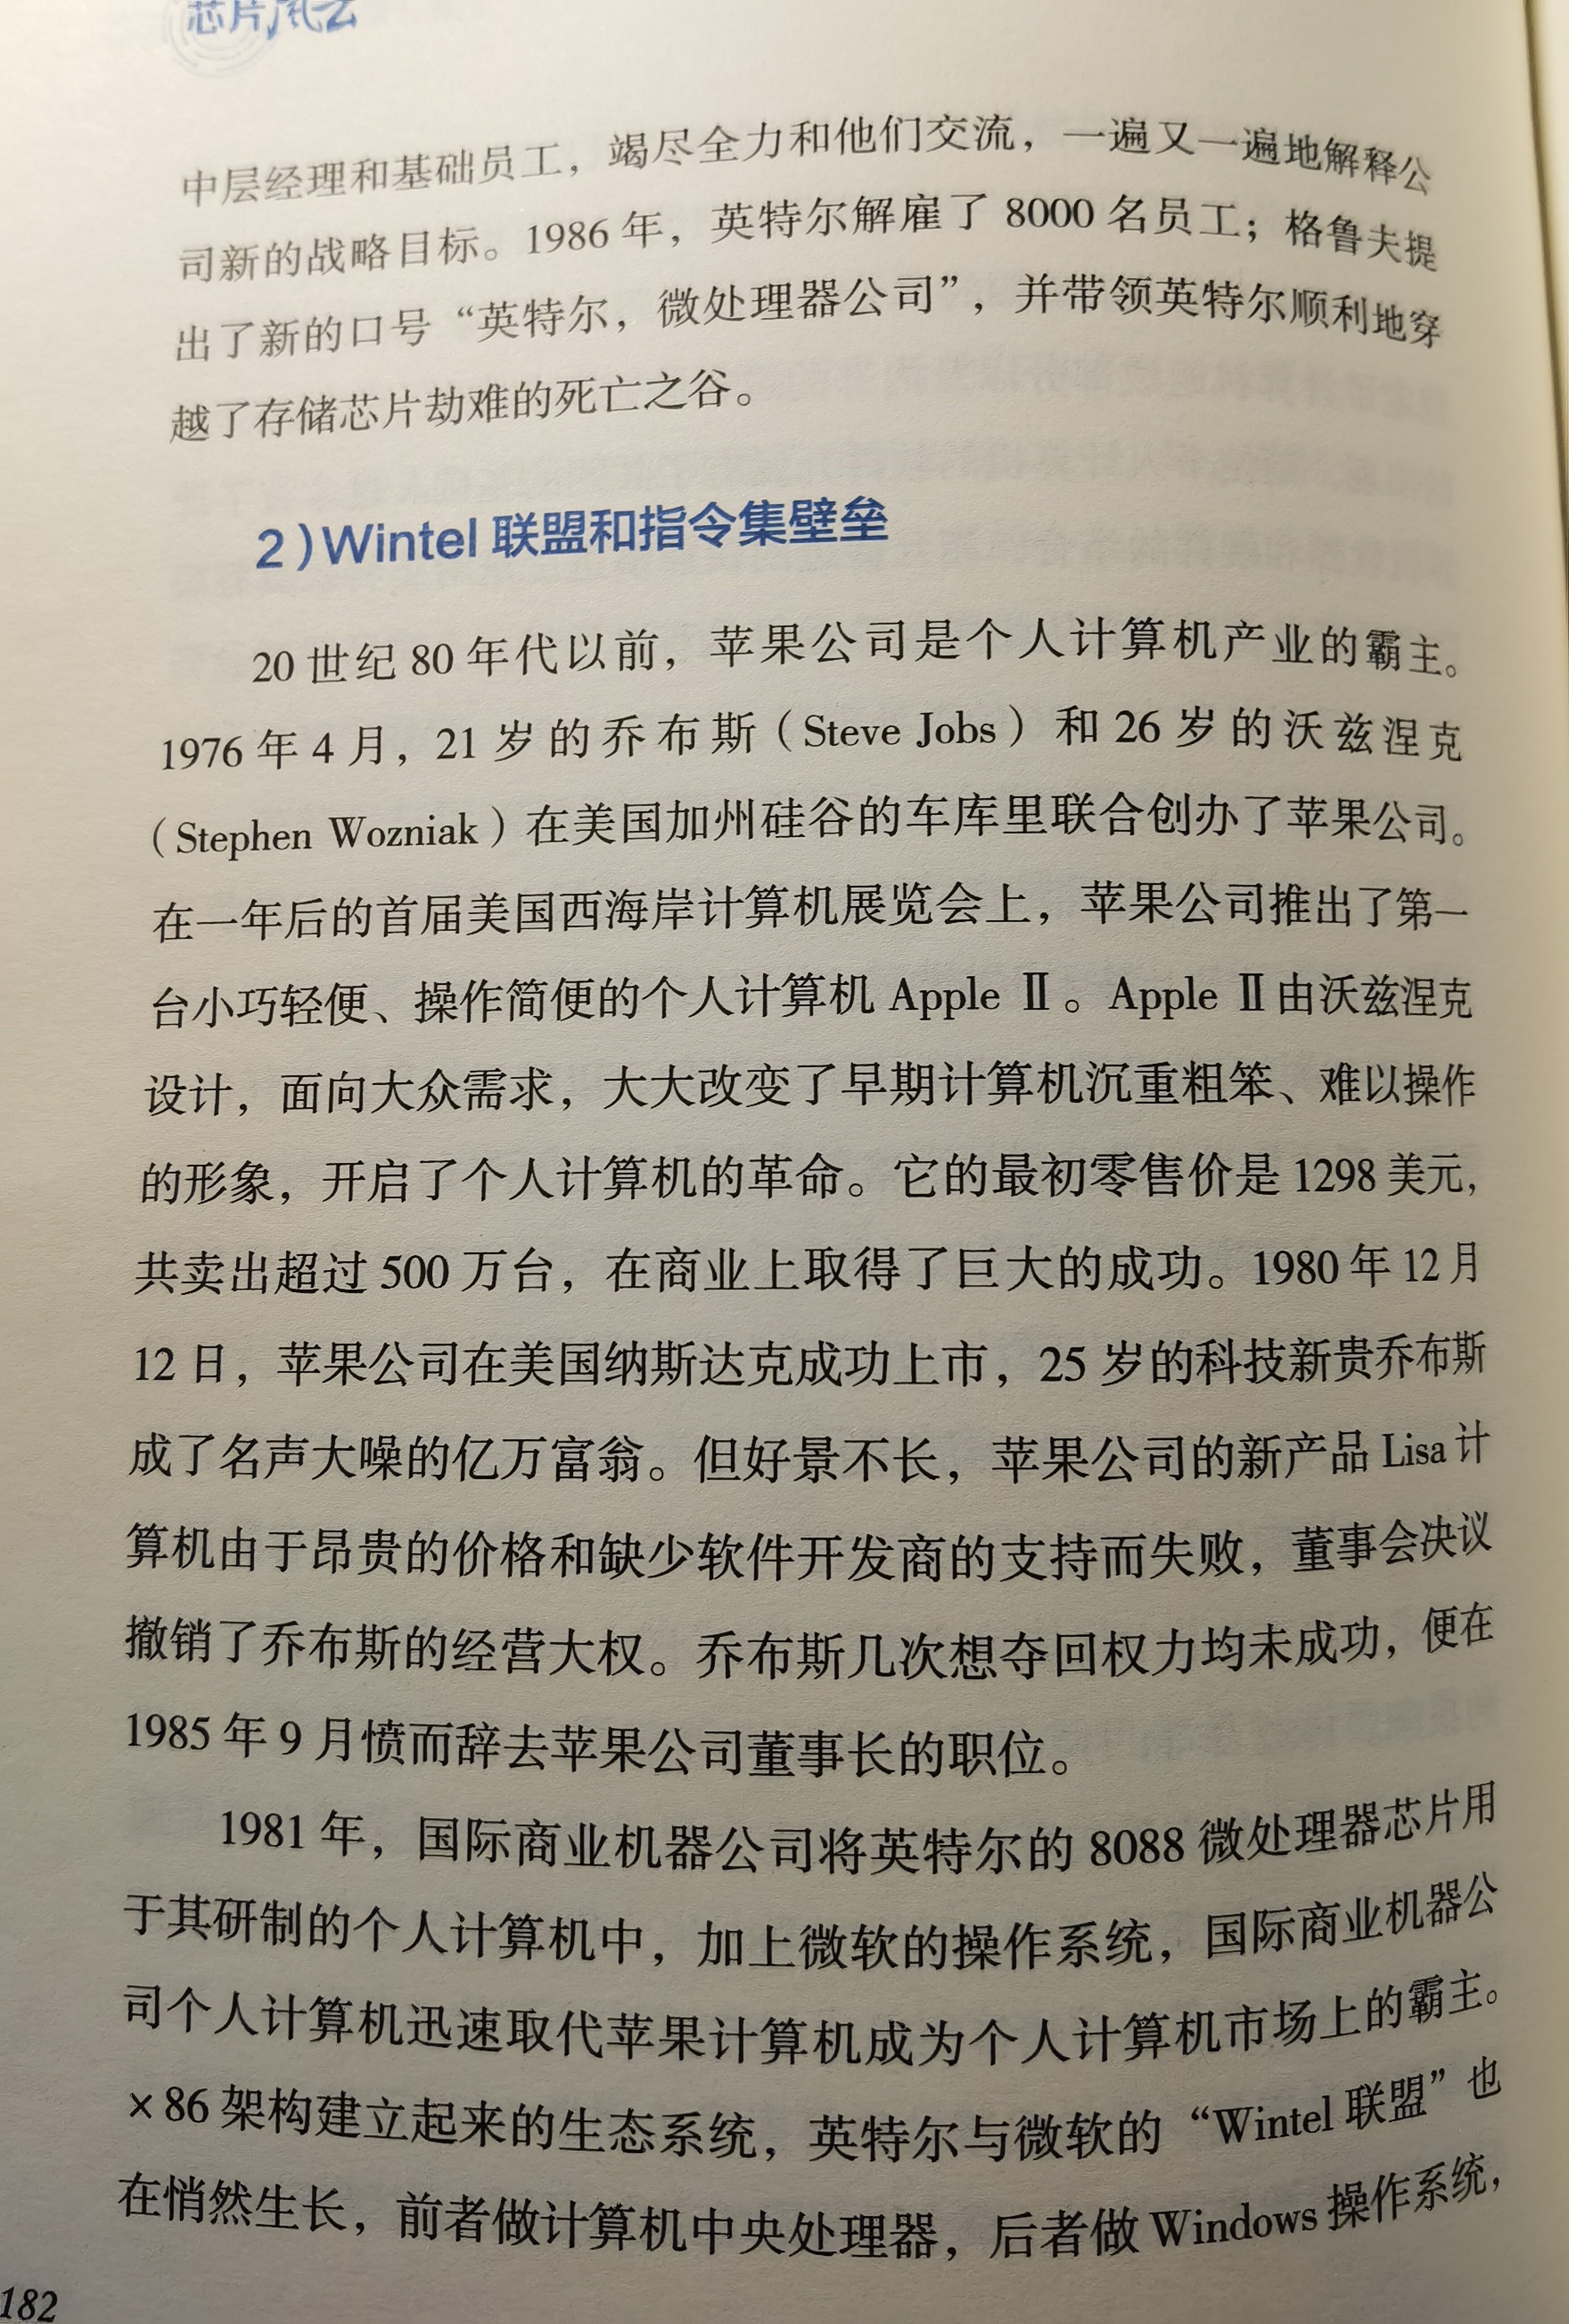 芯片风云
中层经理和基础员工，竭尽全力和他们交流，一遍又一遍地解释公
司新的战略目标。1986 年，英特尔解雇了 8000 名员工；格鲁夫提
出了新的口号“英特尔，微处理器公司”，并带领英特尔顺利地穿
越了存储芯片劫难的死亡之谷。
2）Wintel 联盟和指令集壁垒
20 世纪 80 年代以前，苹果公司是个人计算机产业的霸主。
1976 年 4 月，21 岁的乔布斯（Steve Jobs）和 26 岁的沃兹涅克
（Stephen Wozniak）在美国加州硅谷的车库里联合创办了苹果公司。
在一年后的首届美国西海岸计算机展览会上，苹果公司推出了第一
台小巧轻便、操作简便的个人计算机 Apple Ⅱ。Apple Ⅱ由沃兹涅克
设计，面向大众需求，大大改变了早期计算机沉重粗笨、难以操作
的形象，开启了个人计算机的革命。它的最初零售价是 1298 美元，
共卖出超过 500 万台，在商业上取得了巨大的成功。1980 年 12 月
12 日，苹果公司在美国纳斯达克成功上市，25 岁的科技新贵乔布斯
成了名声大噪的亿万富翁。但好景不长，苹果公司的新产品 Lisa 计
算机由于昂贵的价格和缺少软件开发商的支持而失败，董事会决议
撤销了乔布斯的经营大权。乔布斯几次想夺回权力均未成功，便在
1985 年 9 月愤而辞去苹果公司董事长的职位。
1981 年，国际商业机器公司将英特尔的 8088 微处理器芯片用
于其研制的个人计算机中，加上微软的操作系统，国际商业机器公
司个人计算机迅速取代苹果计算机成为个人计算机市场上的霸主。
×86 架构建立起来的生态系统，英特尔与微软的“Wintel 联盟”也
在悄然生长，前者做计算机中央处理器，后者做 Windows 操作系统，
182